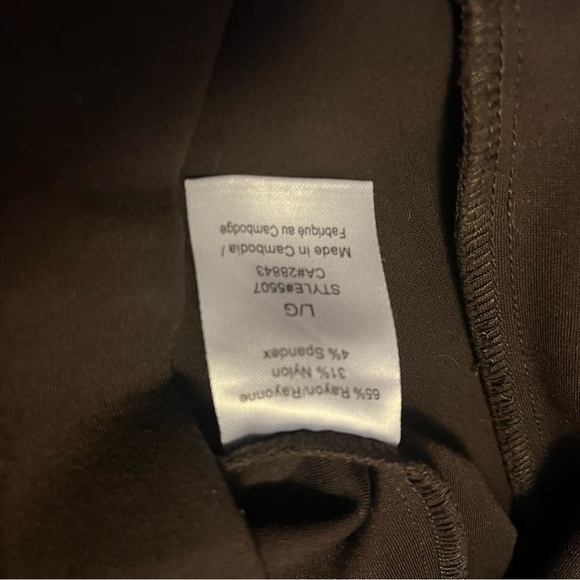 65% Rayon/Rayonne
31% Nylon
4% Spandex
L/G
STYLE#5507
CA#28843
Made in Cambodia /
Fabriqué au Cambodge